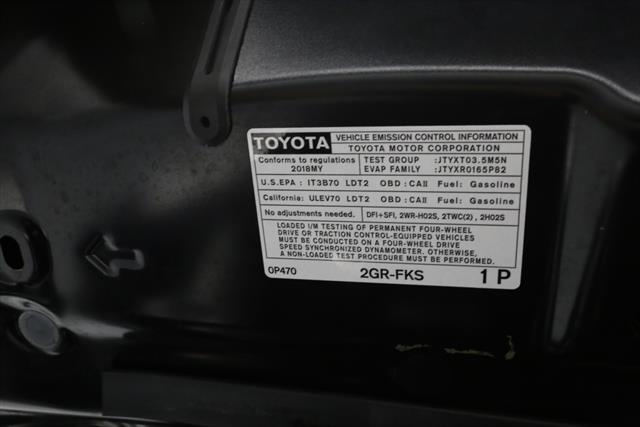 TOYOTA
VEHICLE EMISSION CONTROL INFORMATION
TOYOTA MOTOR CORPORATION
Conforms to regulations
2018MY
TEST GROUP :JTYXT03.5M5N
EVAP FAMILY :JTYXR0165P82
U.S.EPA : IT3B70 LDT2 OBD:CAII Fuel: Gasoline
California: ULEV70 LDT2 OBD:CAII Fuel: Gasoline
No adjustments needed. DFI+SFI, 2WR-HO2S, 2TWC(2), 2HO2S
LOADED I/M TESTING OF PERMANENT FOUR-WHEEL
DRIVE OR TRACTION CONTROL-EQUIPPED VEHICLES
MUST BE CONDUCTED ON A FOUR-WHEEL DRIVE
SPEED SYNCHRONIZED DYNAMOMETER. OTHERWISE,
A NON-LOADED TEST PROCEDURE MUST BE CONDUCTED.
0P470 2GR-FKS 1 P